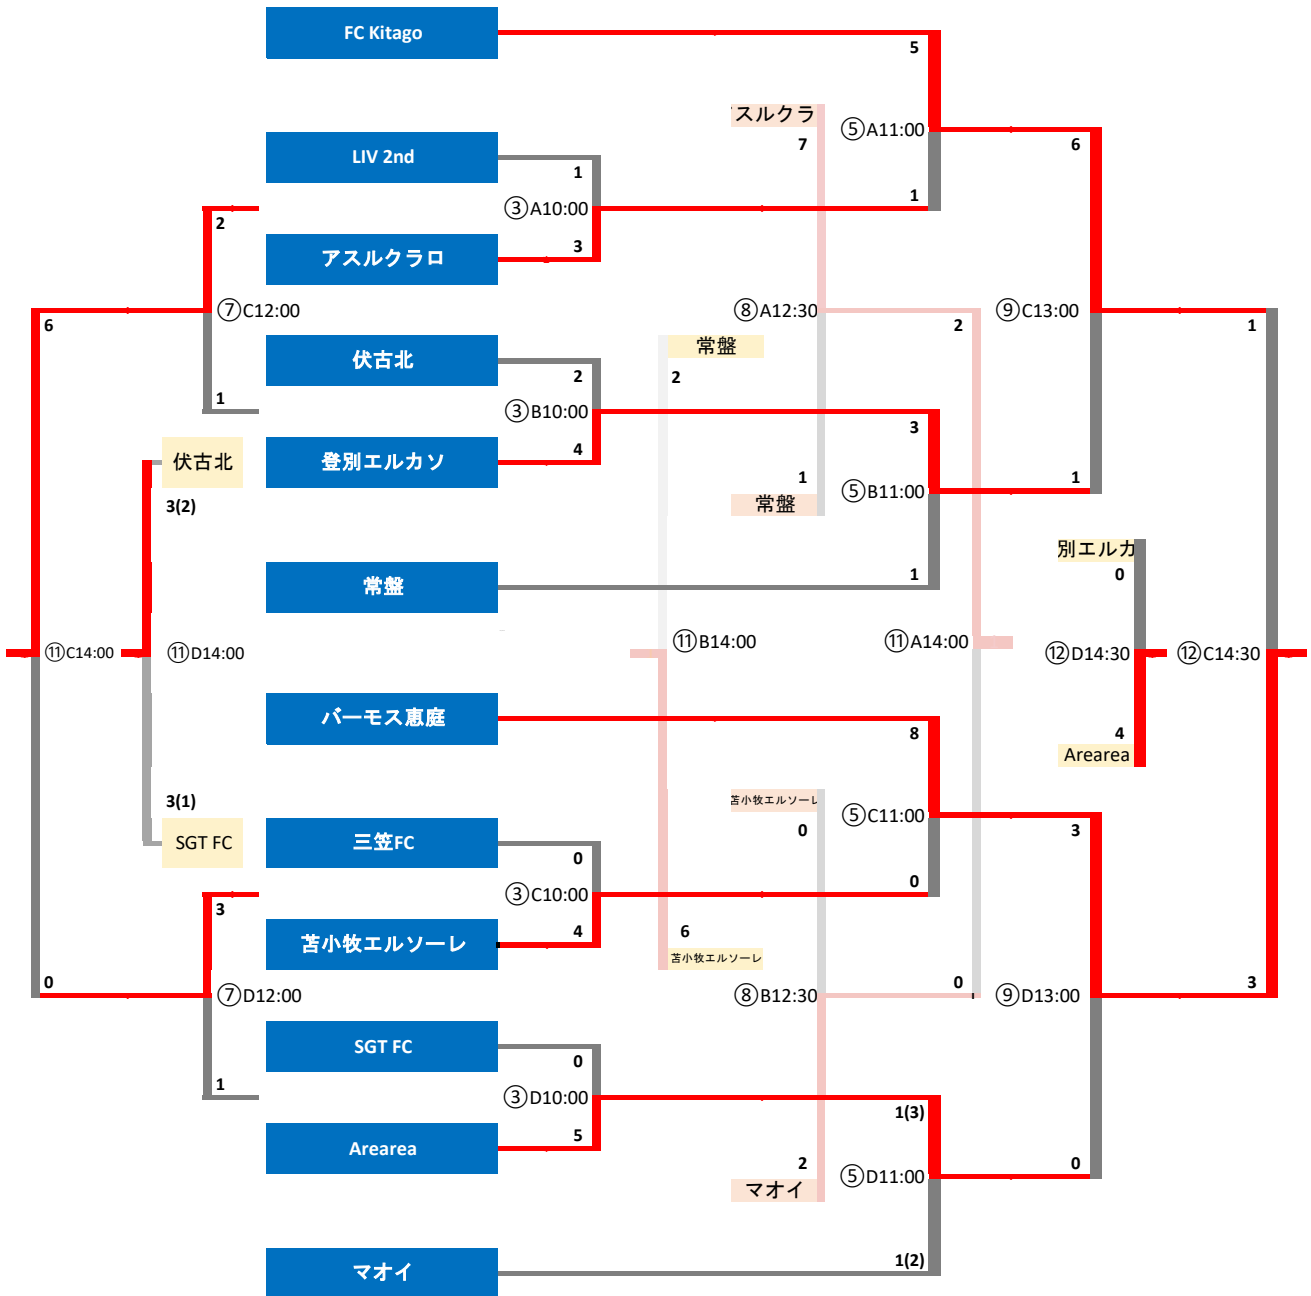 FC Kitago
5
アスルクラ
7
⑤A11:00
6
LIV 2nd
1
③A10:00
1
2
アスルクラロ
3
⑦C12:00
⑧A12:30
⑨C13:00
6
2
1
常盤
伏古北
2
2
1
③B10:00
3
登別エルカソ
4
伏古北
3(2)
1
常盤
⑤B11:00
1
別エルカ
0
常盤
1
⑪C14:00
⑪D14:00
⑪B14:00
⑪A14:00
⑫D14:30
⑫C14:30
バーモス恵庭
8
4
Arearea
3(1)
SGT FC
苫小牧エルソーレ
0
⑤C11:00
3
三笠FC
0
③C10:00
0
3
苫小牧エルソーレ
4
6
苫小牧エルソーレ
0
⑦D12:00
⑧B12:30
0
⑨D13:00
3
SGT FC
0
1
③D10:00
1(3)
Arearea
5
2
マオイ
⑤D11:00
0
マオイ
1(2)